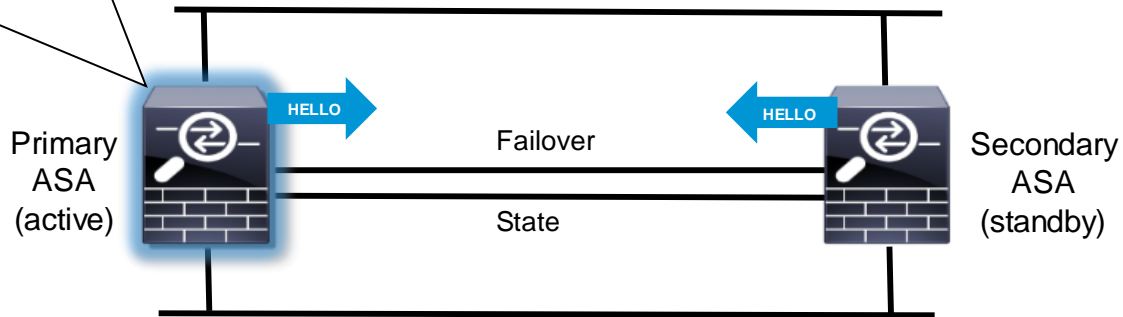 HELLO
HELLO
Primary
ASA
(active)
Failover
State
Secondary
ASA
(standby)